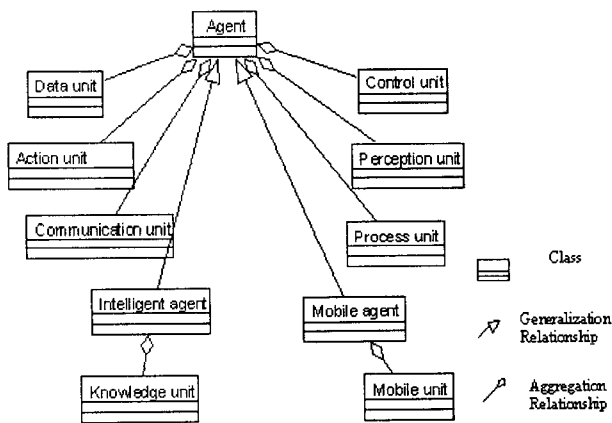 Agent
Data unit
Control unit
Action unit
Perception unit
Communication unit
Process unit
Class
Intelligent agent
Mobile agent
Generalization
Relationship
Knowledge unit
Mobile unit
Aggregation
Relationship